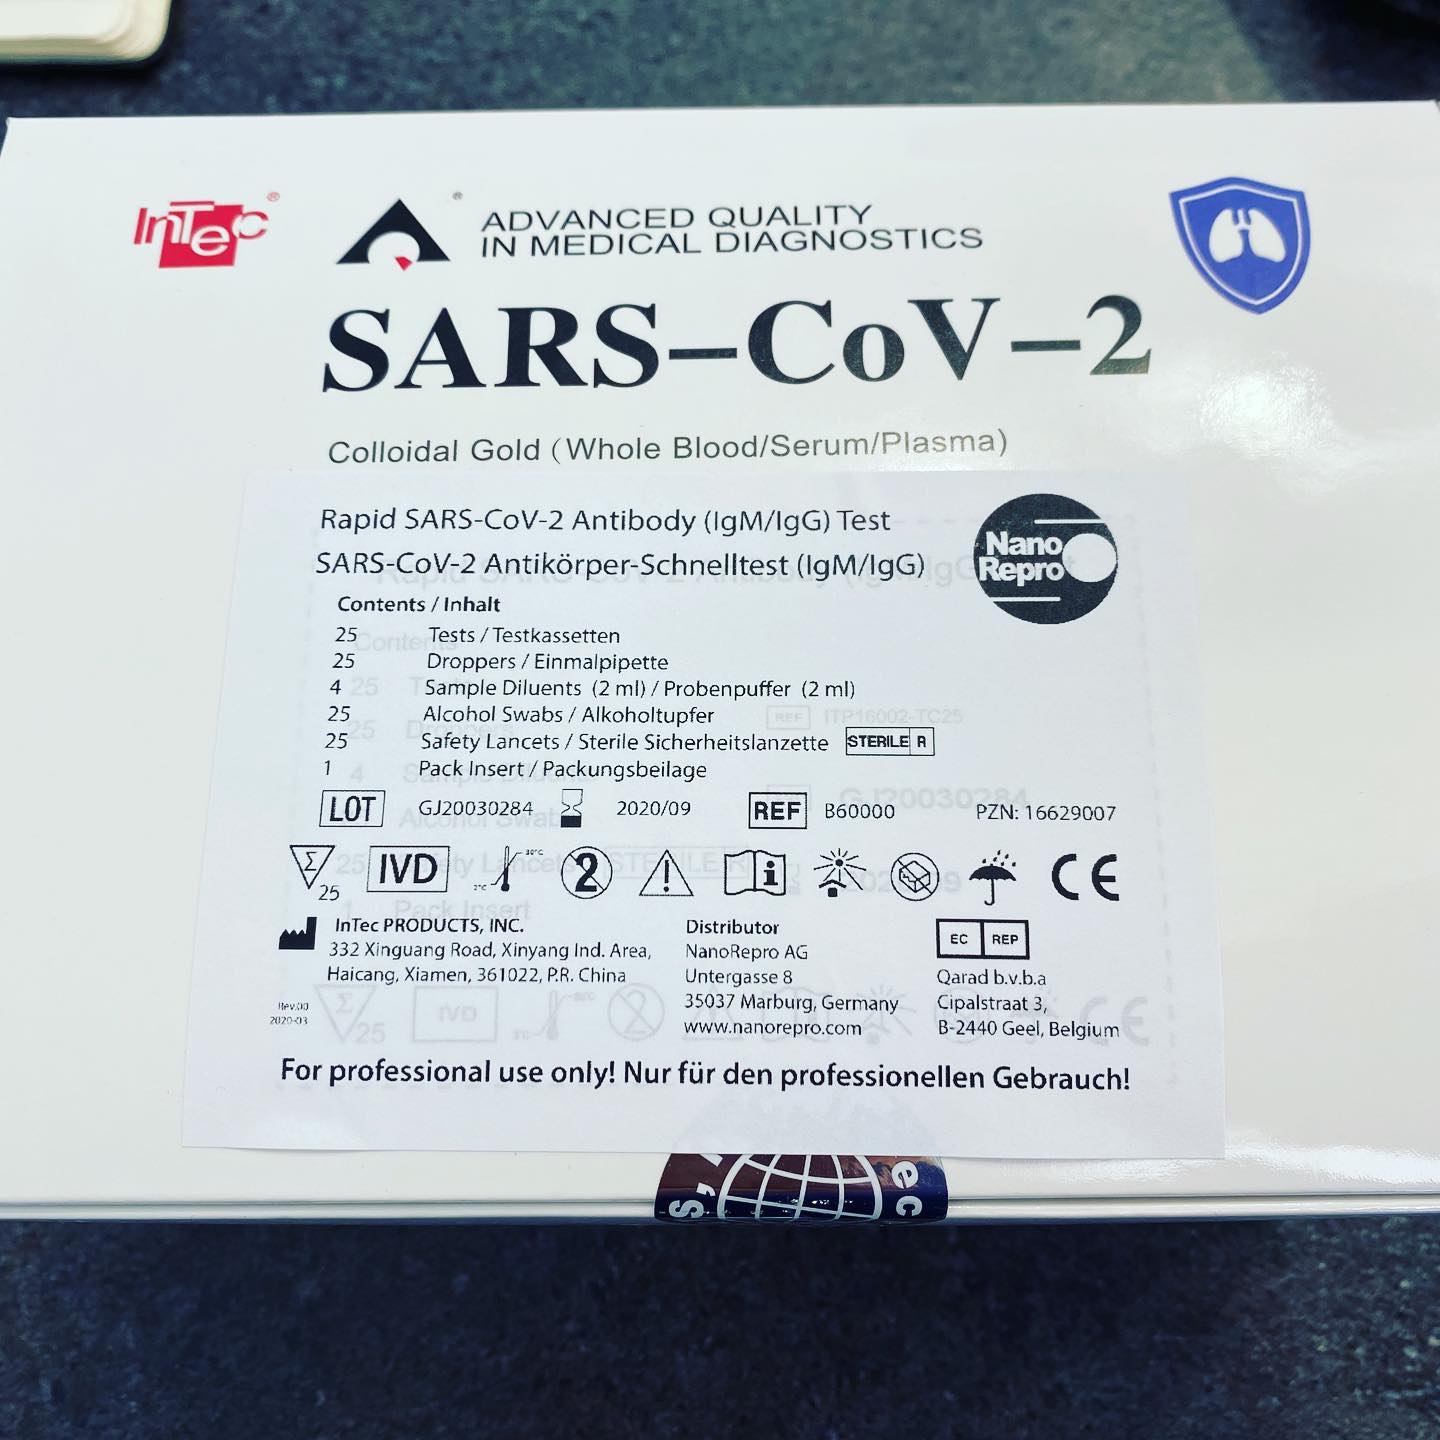 InTec®
® ADVANCED QUALITY
IN MEDICAL DIAGNOSTICS
SARS-CoV-2
Colloidal Gold (Whole Blood/Serum/Plasma)
Rapid SARS-CoV-2 Antibody (IgM/IgG) Test
SARS-CoV-2 Antikörper-Schnelltest (IgM/IgG)
Nano
Repro
Contents / Inhalt
25 Tests / Testkassetten
25 Droppers / Einmalpipette
4 Sample Diluents (2 ml) / Probenpuffer (2 ml)
25 Alcohol Swabs / Alkoholtupfer
25 Safety Lancets / Sterile Sicherheitslanzette STERILE R
1 Pack Insert / Packungsbeilage
LOT GJ20030284 2020/09 REF B60000 PZN: 16629007
Σ 25 IVD 2°C 30°C 2 i CE
InTec PRODUCTS, INC.
332 Xinguang Road, Xinyang Ind. Area,
Haicang, Xiamen, 361022, P.R. China
Rev.00
2020-03
Distributor
NanoRepro AG
Untergasse 8
35037 Marburg, Germany
www.nanorepro.com
EC REP
Qarad b.v.b.a
Cipalstraat 3,
B-2440 Geel, Belgium
For professional use only! Nur für den professionellen Gebrauch!